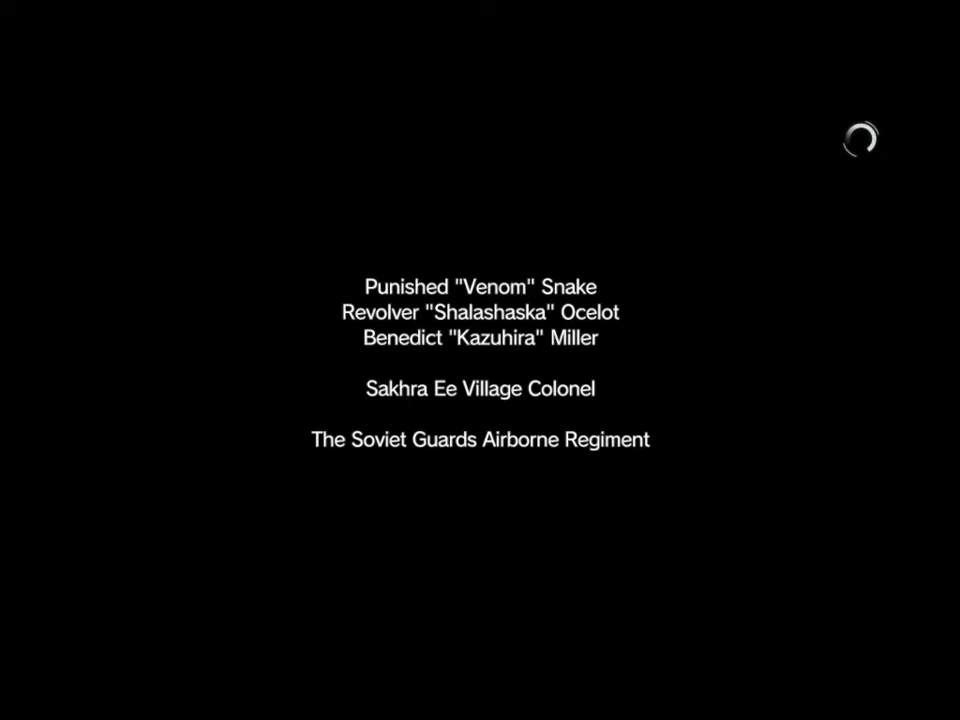 Punished "Venom" Snake
Revolver "Shalashaska" Ocelot
Benedict "Kazuhira" Miller
Sakhra Ee Village Colonel
The Soviet Guards Airborne Regiment